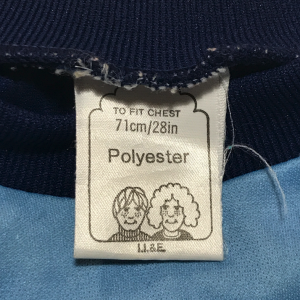 TO FIT CHEST
71cm/28in
Polyester
I.I.&E.